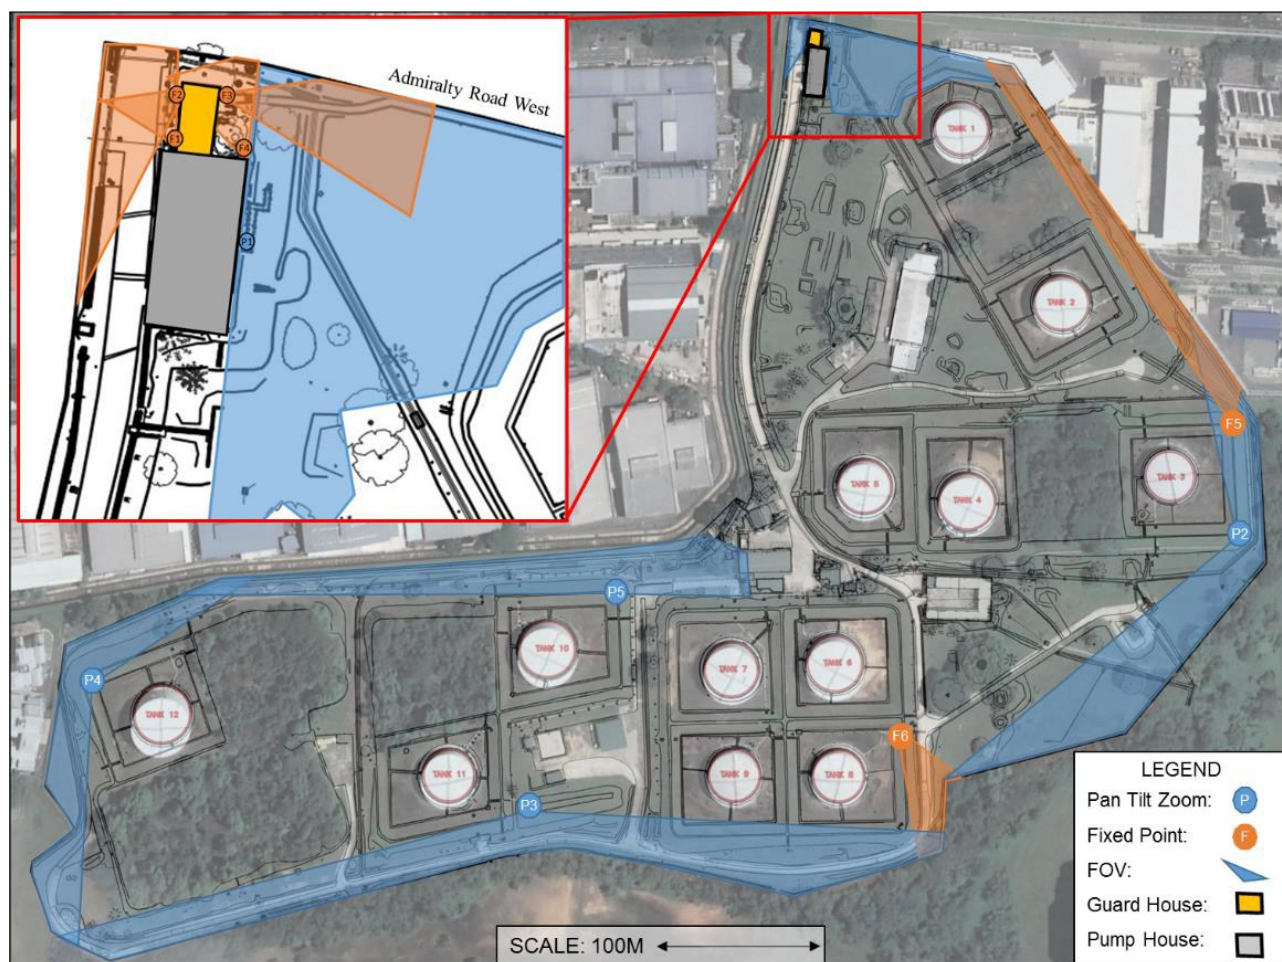 Admiralty Road West
F2
F3
F1
F4
P1
TANK 1
TANK 2
F5
TANK 3
TANK 5
TANK 4
P2
P5
TANK 10
TANK 7
TANK 6
P4
TANK 12
F6
TANK 11
TANK 9
TANK 8
P3
LEGEND
Pan Tilt Zoom: P
Fixed Point: F
FOV:
Guard House:
Pump House:
SCALE: 100M